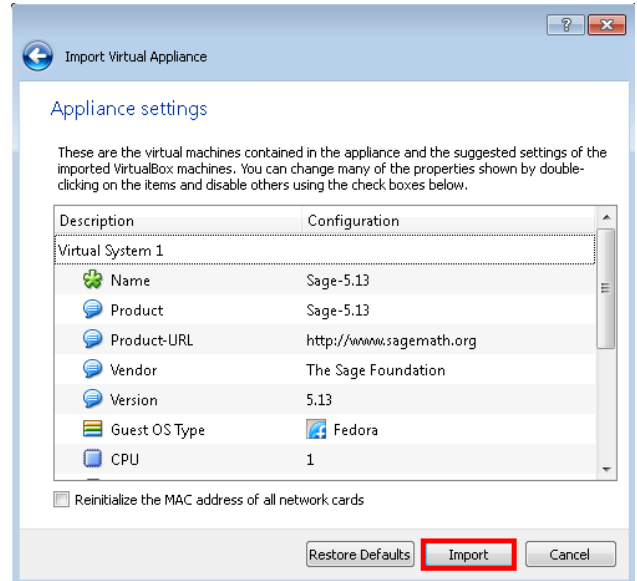 ?
Import Virtual Appliance
Appliance settings
These are the virtual machines contained in the appliance and the suggested settings of the
imported VirtualBox machines. You can change many of the properties shown by double-
clicking on the items and disable others using the check boxes below.
Description Configuration
Virtual System 1
Name Sage-5.13
Product Sage-5.13
Product-URL http://www.sagemath.org
Vendor The Sage Foundation
Version 5.13
Guest OS Type Fedora
CPU 1
Reinitialize the MAC address of all network cards
Restore Defaults Import Cancel